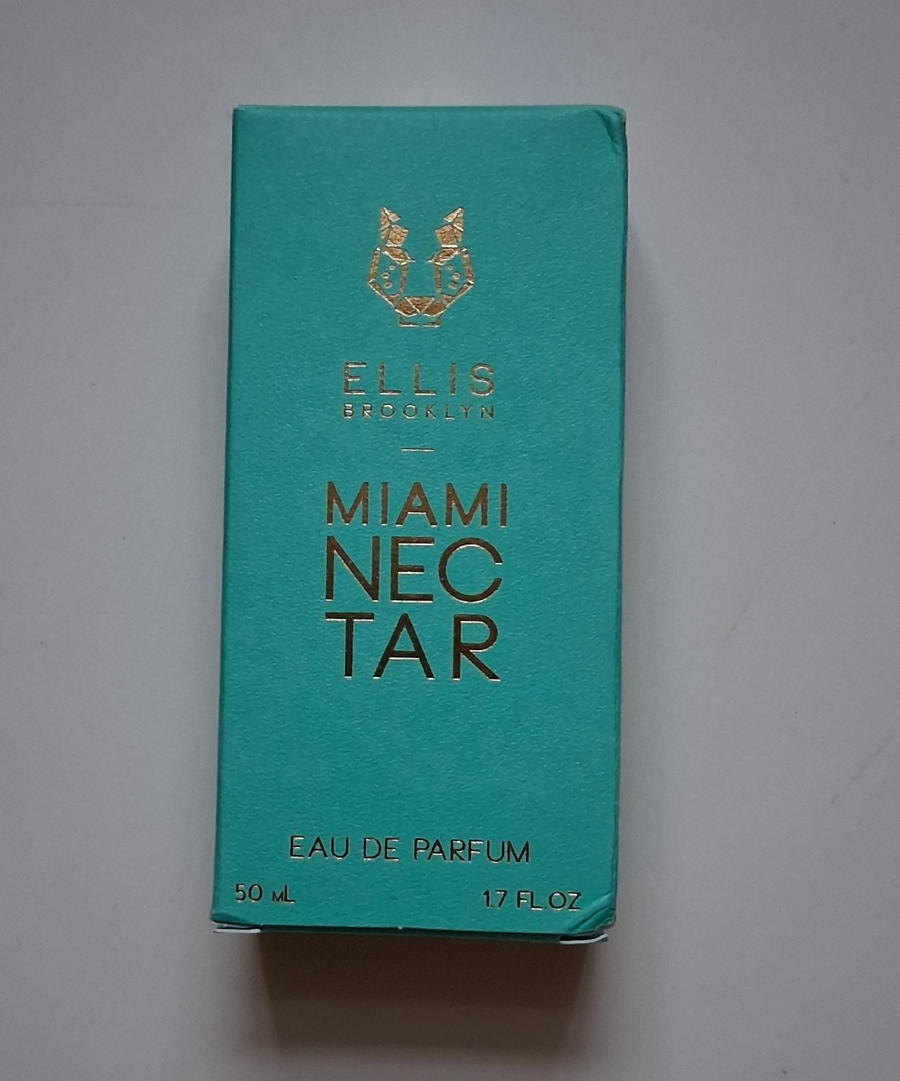 ELLIS
BROOKLYN
MIAMI
NEC
TAR
EAU DE PARFUM
50 mL 1.7 FL OZ